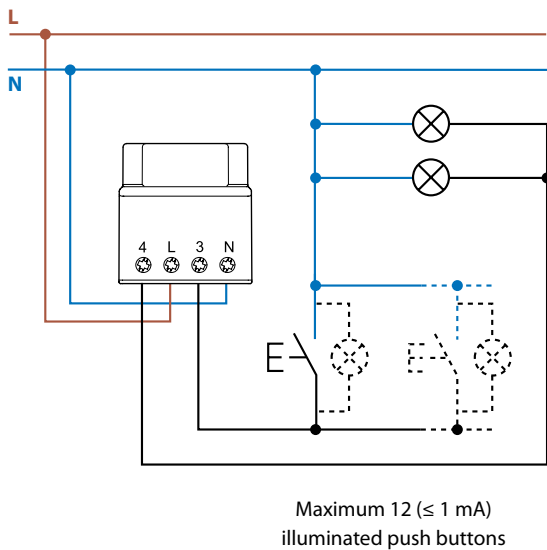 L
N
4 L 3 N
Maximum 12 (≤ 1 mA)
illuminated push buttons